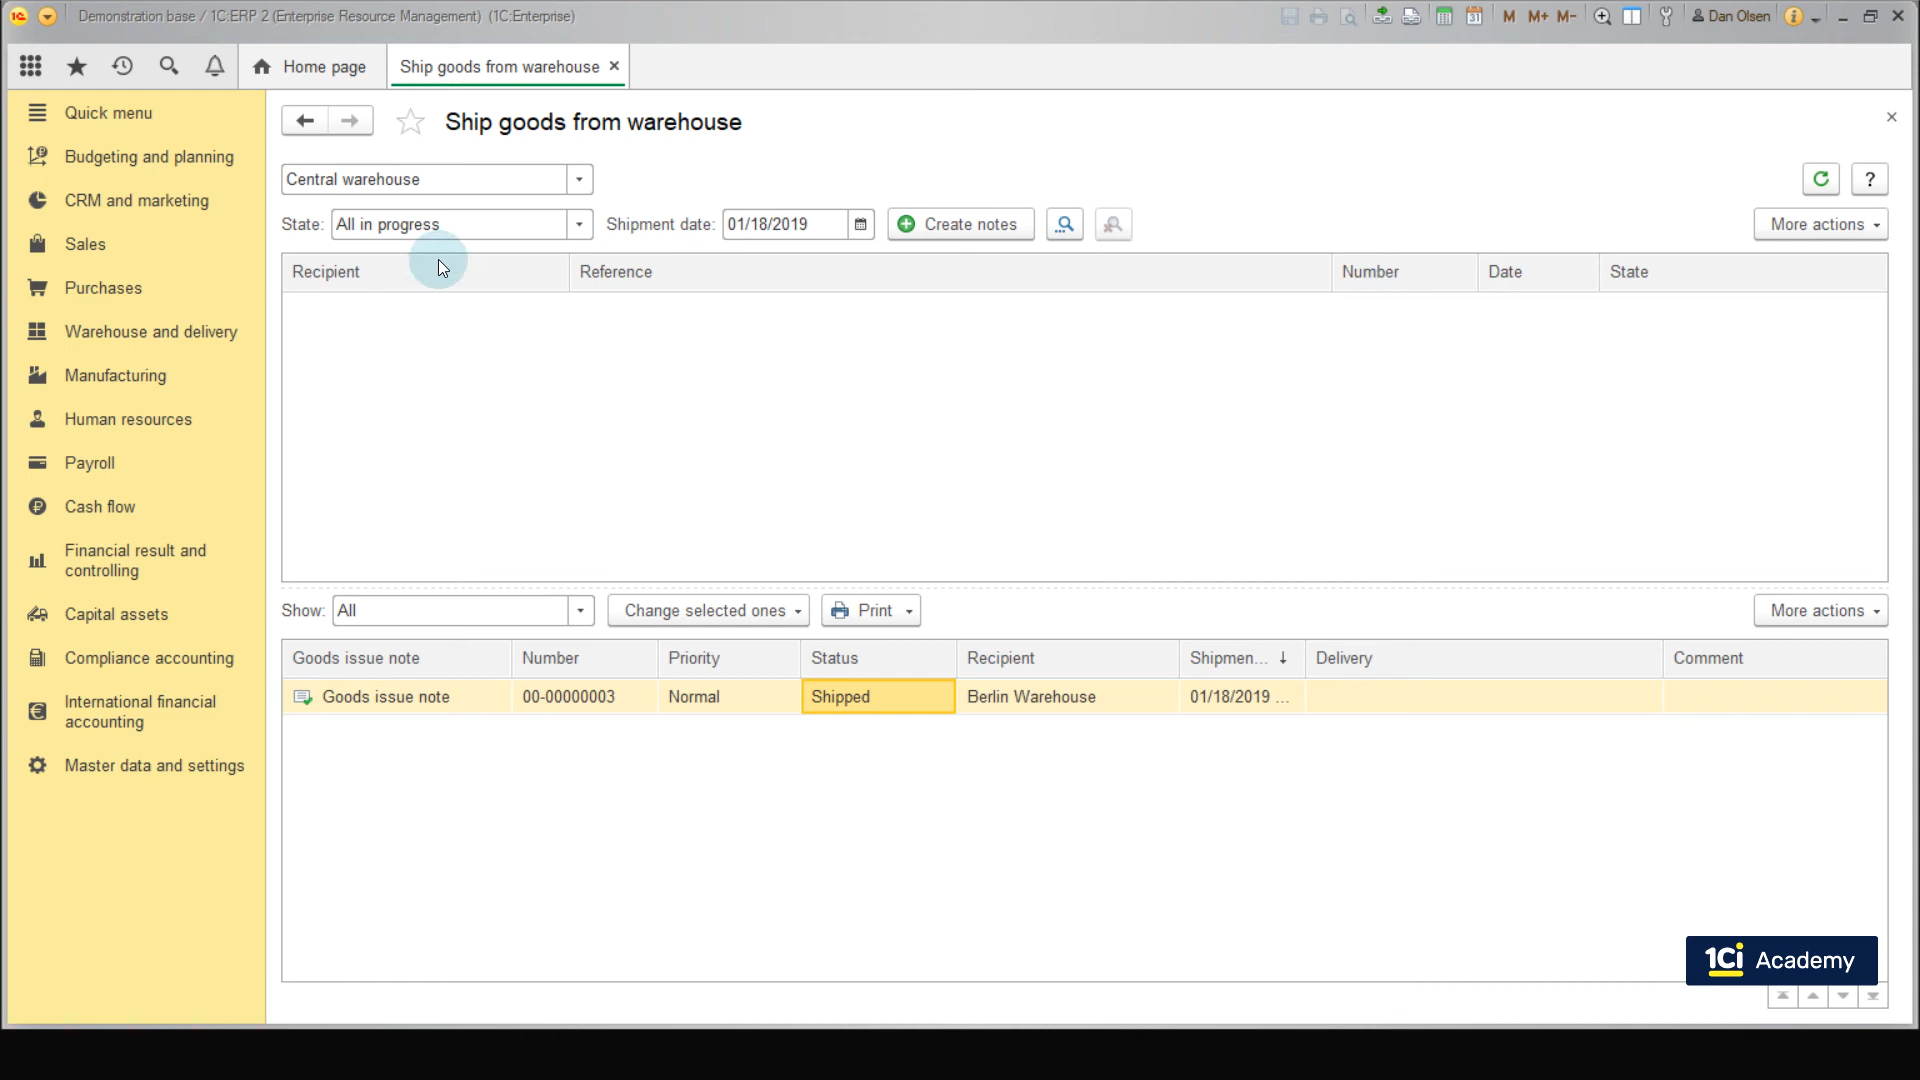 Demonstration base / 1C:ERP 2 (Enterprise Resource Management) (1C:Enterprise)
M M+ M- Dan Olsen
Home page
Ship goods from warehouse
Quick menu
Budgeting and planning
CRM and marketing
Sales
Purchases
Warehouse and delivery
Manufacturing
Human resources
Payroll
Cash flow
Financial result and
controlling
Capital assets
Compliance accounting
International financial
accounting
Master data and settings
Ship goods from warehouse
Central warehouse
?
State: All in progress Shipment date: 01/18/2019 Create notes More actions
Recipient Reference Number Date State
Show: All Change selected ones Print More actions
Goods issue note Number Priority Status Recipient Shipmen... ↓ Delivery Comment
Goods issue note 00-00000003 Normal Shipped Berlin Warehouse 01/18/2019 ...
1Ci Academy